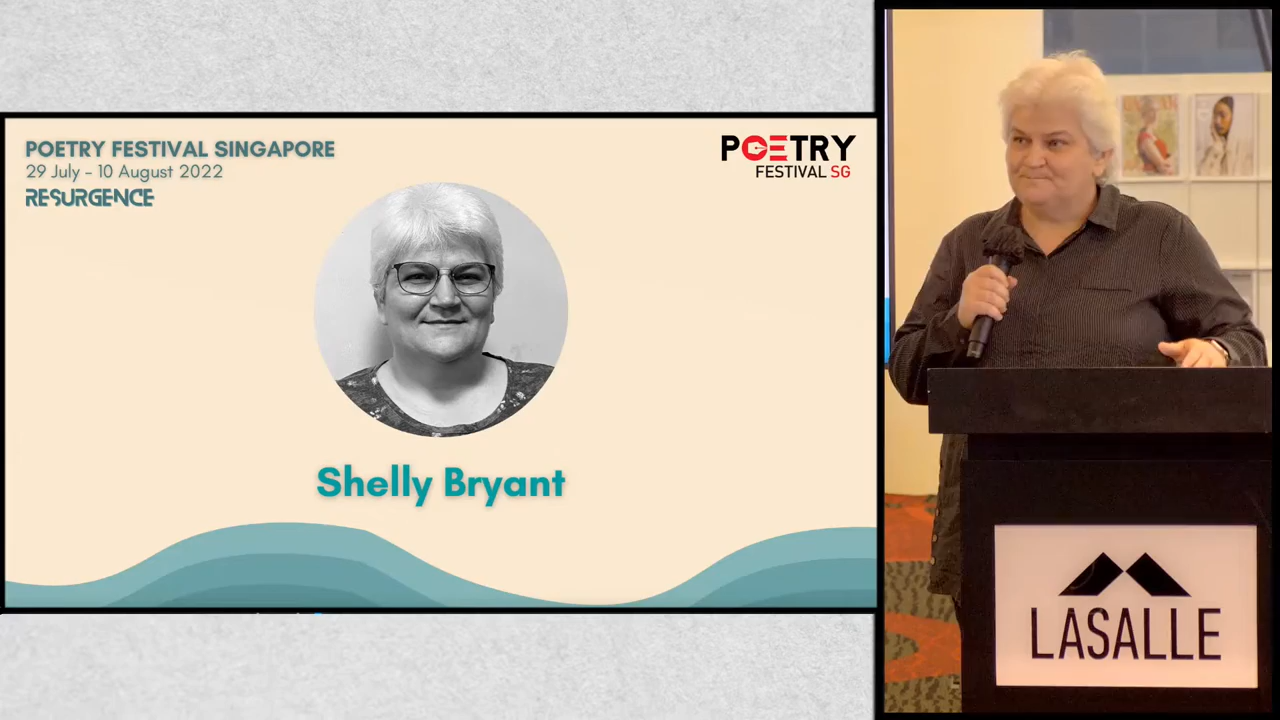 POETRY FESTIVAL SINGAPORE
29 July - 10 August 2022
RESURGENCE
POETRY
FESTIVAL SG
Shelly Bryant
LASALLE